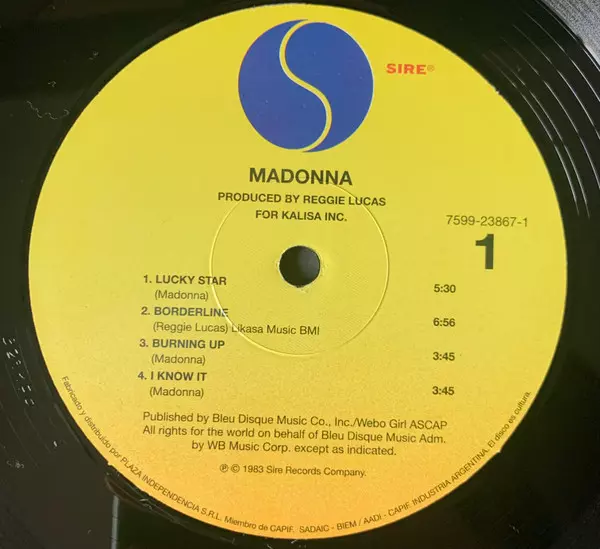 SIRE®
MADONNA
PRODUCED BY REGGIE LUCAS
FOR KALISA INC.
7599-23867-1
1
1. LUCKY STAR 5:30
(Madonna)
2. BORDERLINE 6:56
(Reggie Lucas) Likasa Music BMI
3. BURNING UP 3:45
(Madonna)
4. I KNOW IT 3:45
(Madonna)
Published by Bleu Disque Music Co., Inc./Webo Girl ASCAP
All rights for the world on behalf of Bleu Disque Music Adm.
by WB Music Corp. except as indicated.
℗ © 1983 Sire Records Company.
Fabricado y distribuido por PLAZA INDEPENDENCIA S.R.L. Miembro de CAPIF. SADAIC - BIEM / AADI - CAPIF. INDUSTRIA ARGENTINA. El disco es cultura.